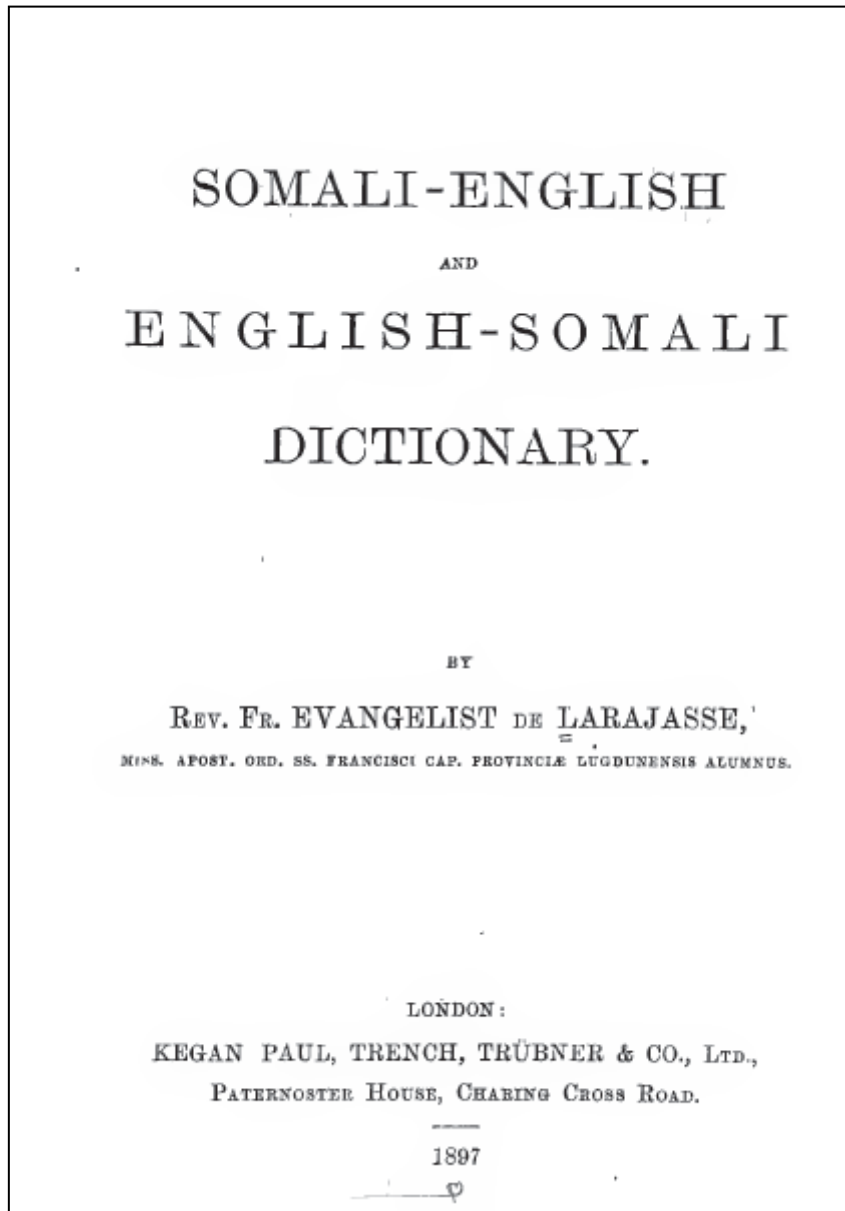 SOMALI-ENGLISH
AND
ENGLISH-SOMALI
DICTIONARY.
BY
REV. FR. EVANGELIST DE LARAJASSE,
MISS. APOST. ORD. SS. FRANCISCI CAP. PROVINCIÆ LUGDUNENSIS ALUMNUS.
LONDON:
KEGAN PAUL, TRENCH, TRÜBNER & CO., LTD.,
PATERNOSTER HOUSE, CHARING CROSS ROAD.
1897